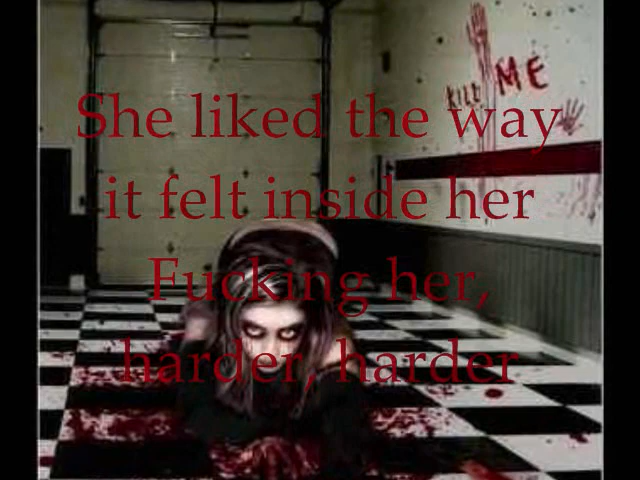 KILL ME
She liked the way
it felt inside her
Fucking her,
harder, harder